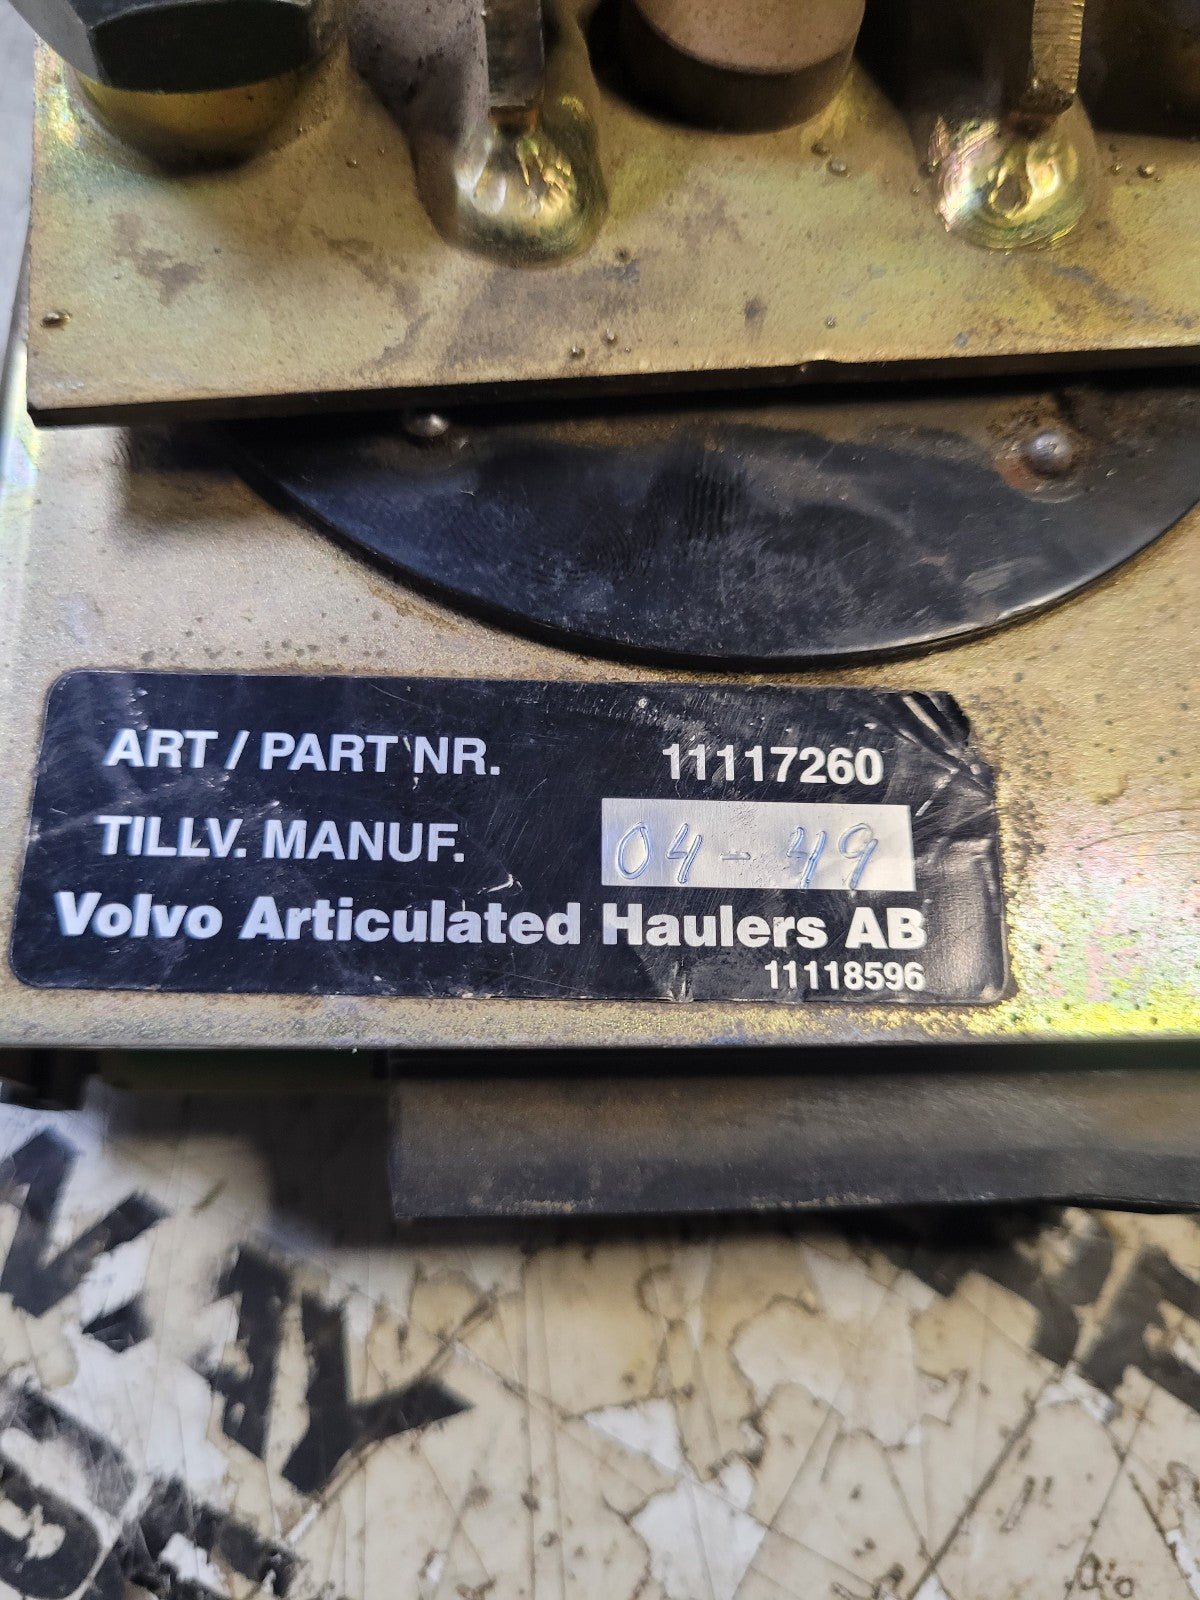 ART / PART NR. 11117260
TILLV. MANUF. 04-49
Volvo Articulated Haulers AB
11118596